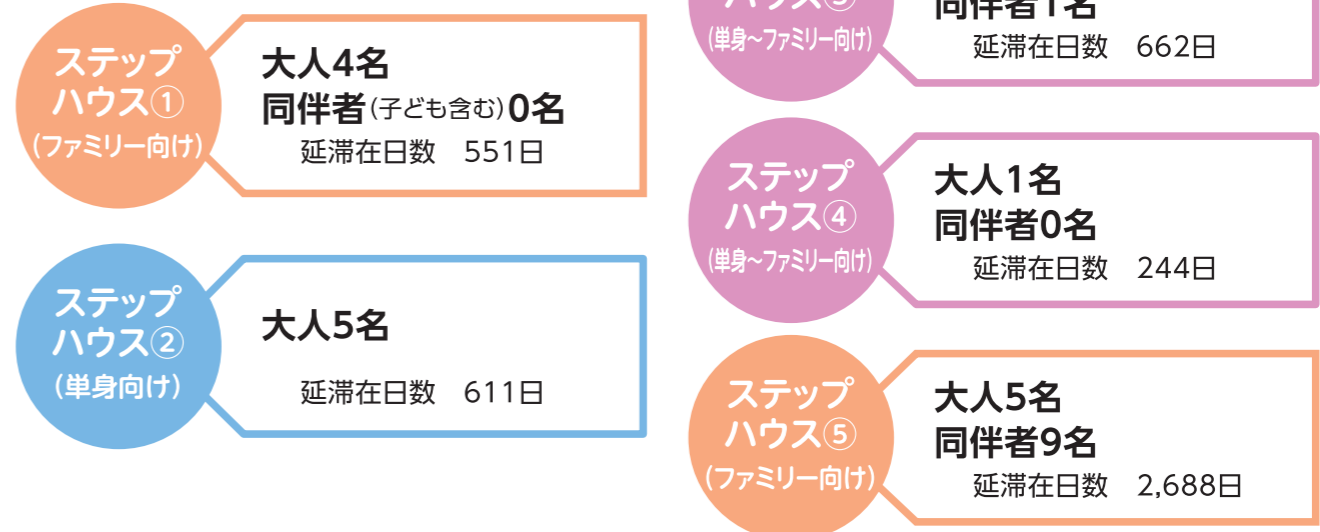 ステップ
ハウス①
(ファミリー向け)
大人4名
同伴者(子ども含む)0名
延滞在日数 551日
ステップ
ハウス②
(単身向け)
大人5名
延滞在日数 611日
(単身~ファミリー向け)
同伴者1名
延滞在日数 662日
ステップ
ハウス④
(単身~ファミリー向け)
大人1名
同伴者0名
延滞在日数 244日
ステップ
ハウス⑤
(ファミリー向け)
大人5名
同伴者9名
延滞在日数 2,688日